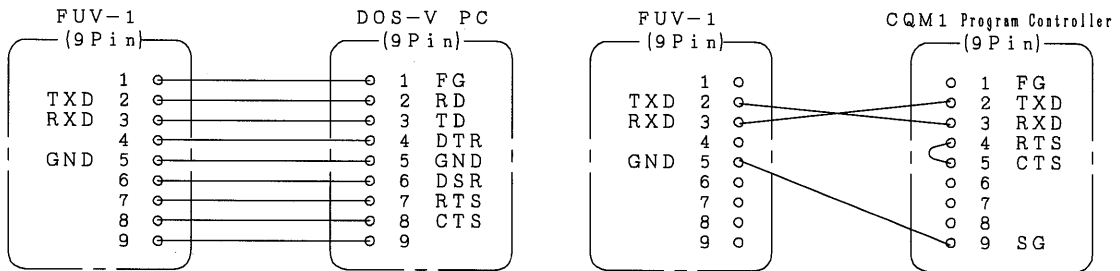 FUV-1 DOS-V PC
(9Pin) (9Pin)
1 1 FG
TXD 2 2 RD
RXD 3 3 TD
4 4 DTR
GND 5 5 GND
6 6 DSR
7 7 RTS
8 8 CTS
9 9
FUV-1 CQM1 Program Controller
(9Pin) (9Pin)
1 1 FG
TXD 2 2 TXD
RXD 3 3 RXD
4 4 RTS
GND 5 5 CTS
6 6
7 7
8 8
9 9 SG